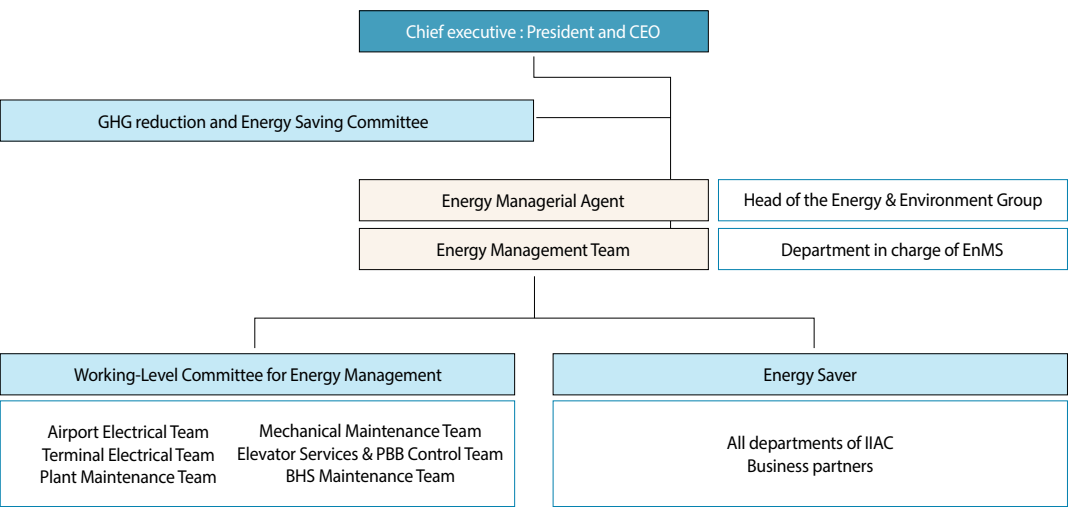 Chief executive : President and CEO
GHG reduction and Energy Saving Committee
Energy Managerial Agent
Head of the Energy & Environment Group
Energy Management Team
Department in charge of EnMS
Working-Level Committee for Energy Management
Airport Electrical Team
Terminal Electrical Team
Plant Maintenance Team
Mechanical Maintenance Team
Elevator Services & PBB Control Team
BHS Maintenance Team
Energy Saver
All departments of IIAC
Business partners